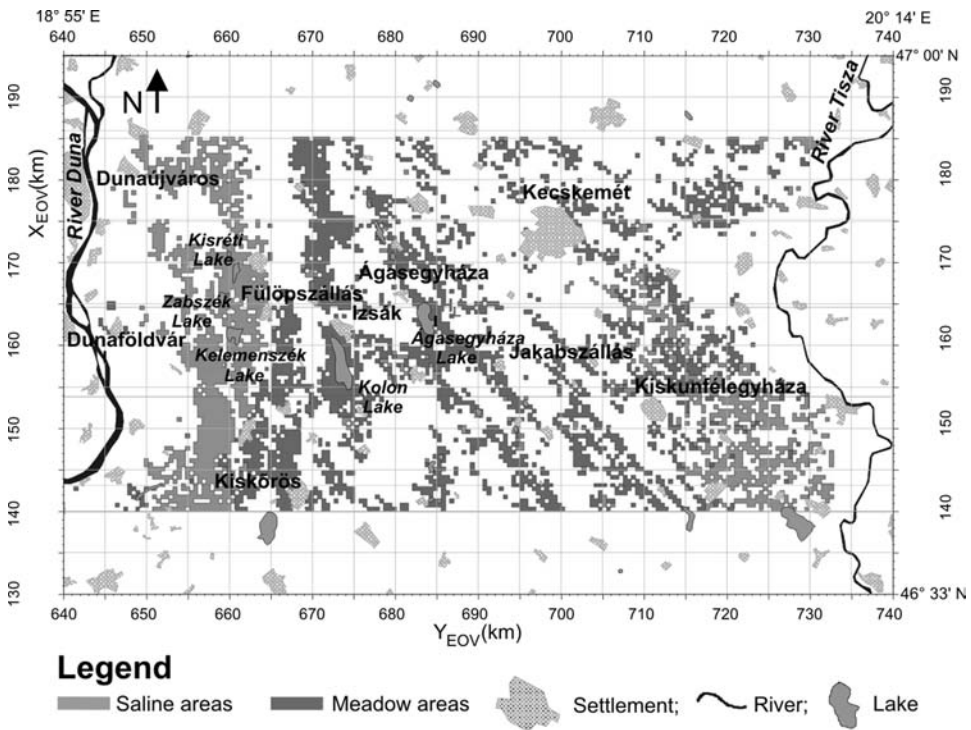 18 55' E
20 14' E
640 650 660 670 680 690 700 710 720 730 740
47 00' N
190
180
170
160
150
140
130
X EOV (km)
N
River Duna
River Tisza
190
180
170
160
150
140
Dunaújváros
Kecskemét
Kisréti
Lake
Ágasegyháza
Fülöpszállás
Zabszék
Lake
Izsák
Dunaföldvár
Ágasegyháza
Lake
Jakabszállás
Kelemenszék
Lake
Kolon
Lake
Kiskunfélegyháza
Kiskőrös
46 33' N
640 650 660 670 680 690 700 710 720 730 740
Y EOV (km)
Legend
Saline areas
Meadow areas
Settlement;
River;
Lake